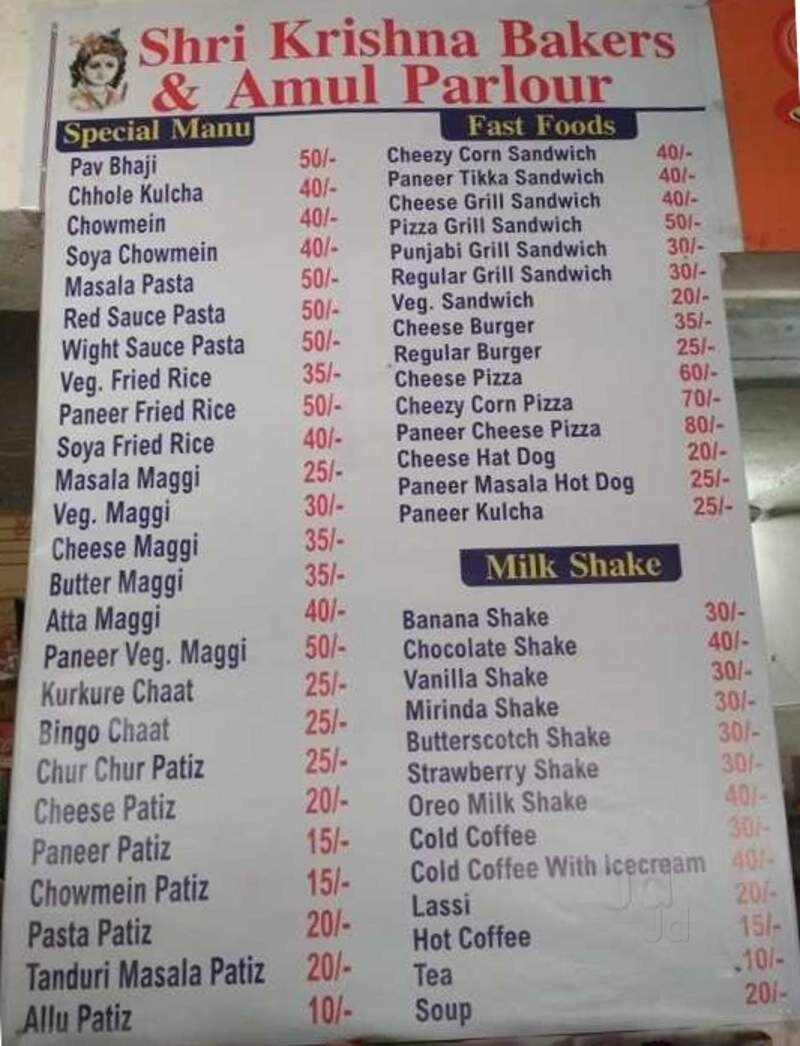 Shri Krishna Bakers
& Amul Parlour
Special Manu
Pav Bhaji 50/-
Chhole Kulcha 40/-
Chowmein 40/-
Soya Chowmein 40/-
Masala Pasta 50/-
Red Sauce Pasta 50/-
Wight Sauce Pasta 50/-
Veg. Fried Rice 35/-
Paneer Fried Rice 50/-
Soya Fried Rice 40/-
Masala Maggi 25/-
Veg. Maggi 30/-
Cheese Maggi 35/-
Butter Maggi 35/-
Atta Maggi 40/-
Paneer Veg. Maggi 50/-
Kurkure Chaat 25/-
Bingo Chaat 25/-
Chur Chur Patiz 25/-
Cheese Patiz 20/-
Paneer Patiz 15/-
Chowmein Patiz 15/-
Pasta Patiz 20/-
Tanduri Masala Patiz 20/-
Allu Patiz 10/-
Fast Foods
Cheezy Corn Sandwich 40/-
Paneer Tikka Sandwich 40/-
Cheese Grill Sandwich 40/-
Pizza Grill Sandwich 50/-
Punjabi Grill Sandwich 30/-
Regular Grill Sandwich 30/-
Veg. Sandwich 20/-
Cheese Burger 35/-
Regular Burger 25/-
Cheese Pizza 60/-
Cheezy Corn Pizza 70/-
Paneer Cheese Pizza 80/-
Cheese Hat Dog 20/-
Paneer Masala Hot Dog 25/-
Paneer Kulcha 25/-
Milk Shake
Banana Shake 30/-
Chocolate Shake 40/-
Vanilla Shake 30/-
Mirinda Shake 30/-
Butterscotch Shake 30/-
Strawberry Shake 30/-
Oreo Milk Shake 40/-
Cold Coffee 30/-
Cold Coffee With Icecream 40/-
Lassi 20/-
Hot Coffee 15/-
Tea 10/-
Soup 20/-
Jd
Jd